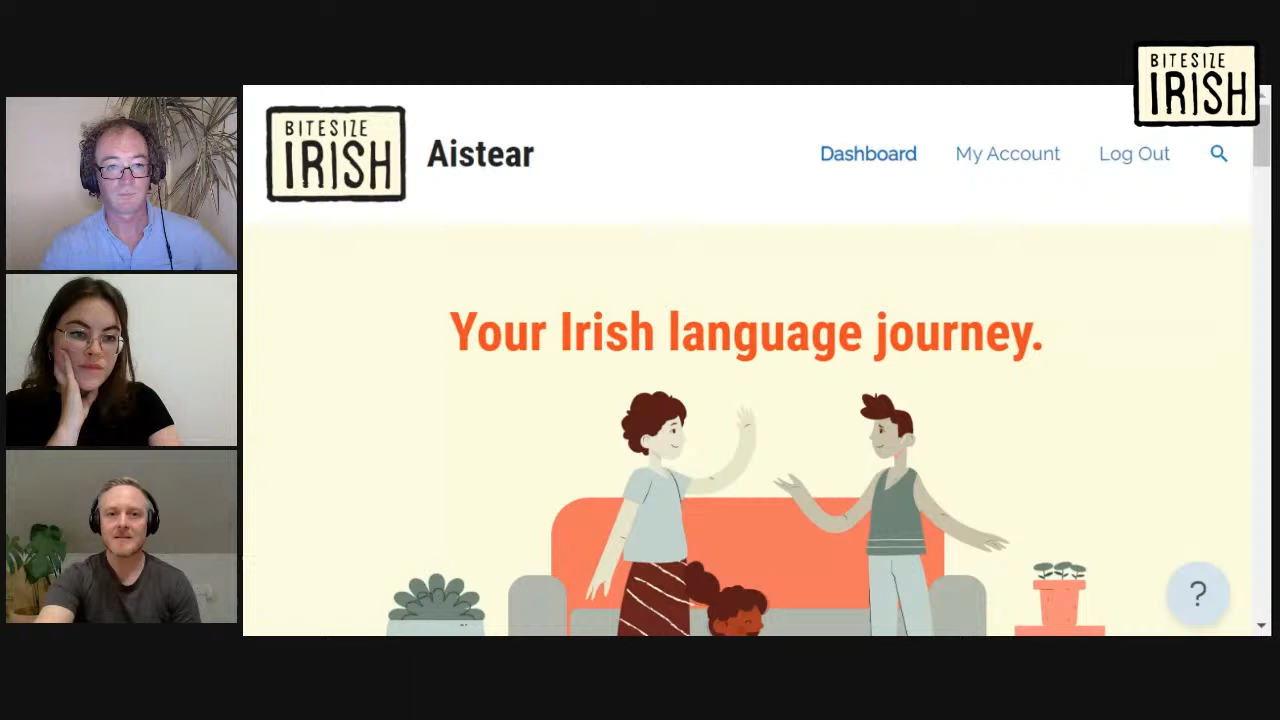 BITESIZE
IRISH
BITESIZE
IRISH
Aistear
Dashboard
My Account
Log Out
Your Irish language journey.
?